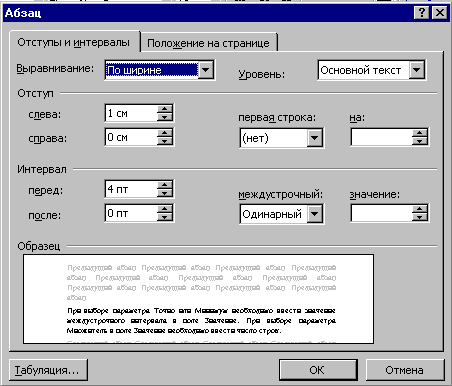 Абзац
Отступы и интервалы Положение на странице
Выравнивание: По ширине Уровень: Основной текст
Отступ
слева: 1 см первая строка: на:
справа: 0 см (нет)
Интервал
перед: 4 пт междустрочный: значение:
после: 0 пт Одинарный
Образец
Предыдущий абзац Предыдущий абзац Предыдущий абзац Предыдущий
абзац Предыдущий абзац Предыдущий абзац Предыдущий абзац
Предыдущий абзац Предыдущий абзац Предыдущий абзац Предыдущий
абзац
При выборе параметра Точно или Минимум необходимо ввести значение
междустрочного интервала в поле Значение. При выборе параметра
Множитель в поле Значение необходимо ввести число строк.
Табуляция... ОК Отмена